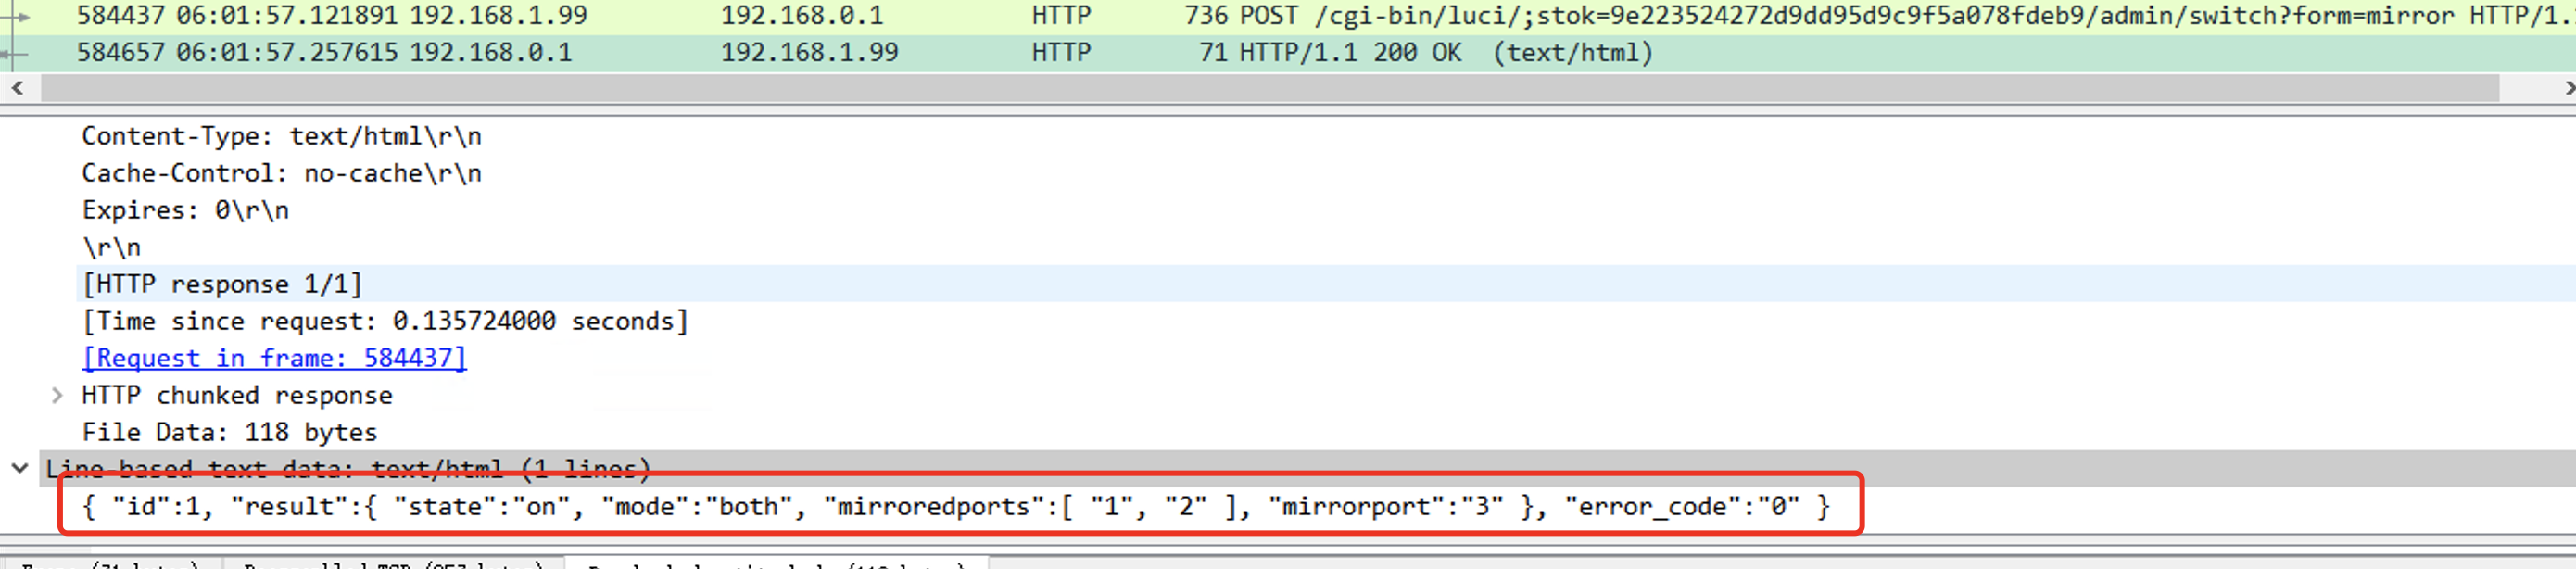 584437 06:01:57.121891 192.168.1.99 192.168.0.1 HTTP 736 POST /cgi-bin/luci/;stok=9e223524272d9dd95d9c9f5a078fdeb9/admin/switch?form=mirror HTTP/1.
584657 06:01:57.257615 192.168.0.1 192.168.1.99 HTTP 71 HTTP/1.1 200 OK (text/html)
Content-Type: text/html\r\n
Cache-Control: no-cache\r\n
Expires: 0\r\n
\r\n
[HTTP response 1/1]
[Time since request: 0.135724000 seconds]
[Request in frame: 584437]
HTTP chunked response
File Data: 118 bytes
Line-based text data: text/html (1 lines)
{ "id":1, "result":{ "state":"on", "mode":"both", "mirroredports":[ "1", "2" ], "mirrorport":"3" }, "error_code":"0" }